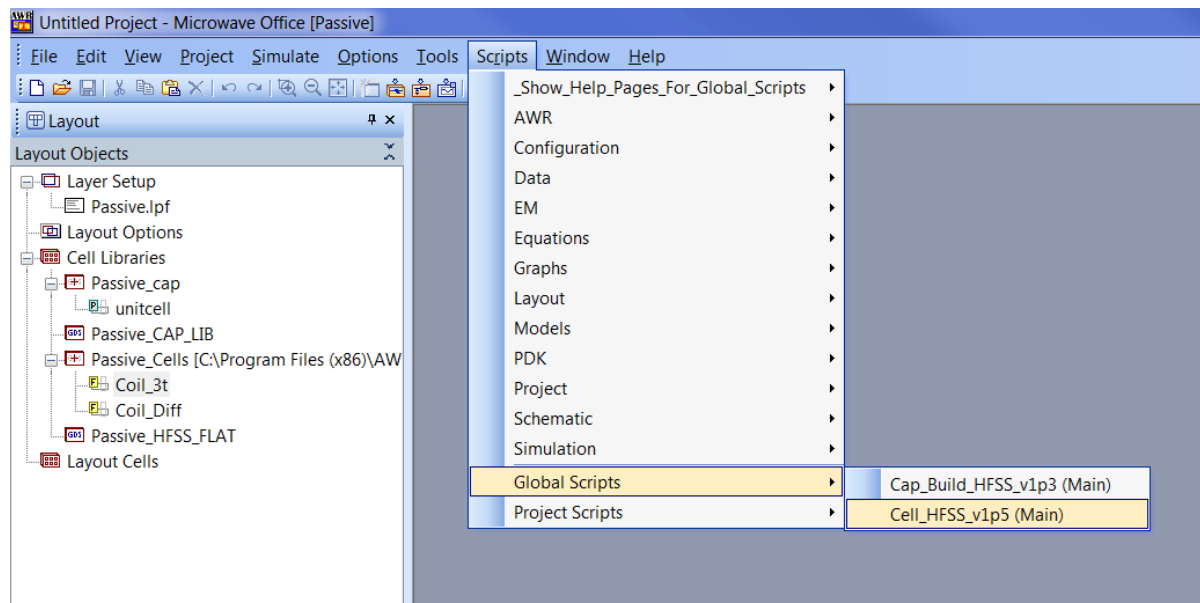 AWR
Untitled Project - Microwave Office [Passive]
File Edit View Project Simulate Options Tools Scripts Window Help
Layout
Layout Objects
Layer Setup
Passive.lpf
Layout Options
Cell Libraries
Passive_cap
unitcell
Passive_CAP_LIB
Passive_Cells [C:\Program Files (x86)\AW
Coil_3t
Coil_Diff
Passive_HFSS_FLAT
Layout Cells
_Show_Help_Pages_For_Global_Scripts
AWR
Configuration
Data
EM
Equations
Graphs
Layout
Models
PDK
Project
Schematic
Simulation
Global Scripts
Project Scripts
Cap_Build_HFSS_v1p3 (Main)
Cell_HFSS_v1p5 (Main)